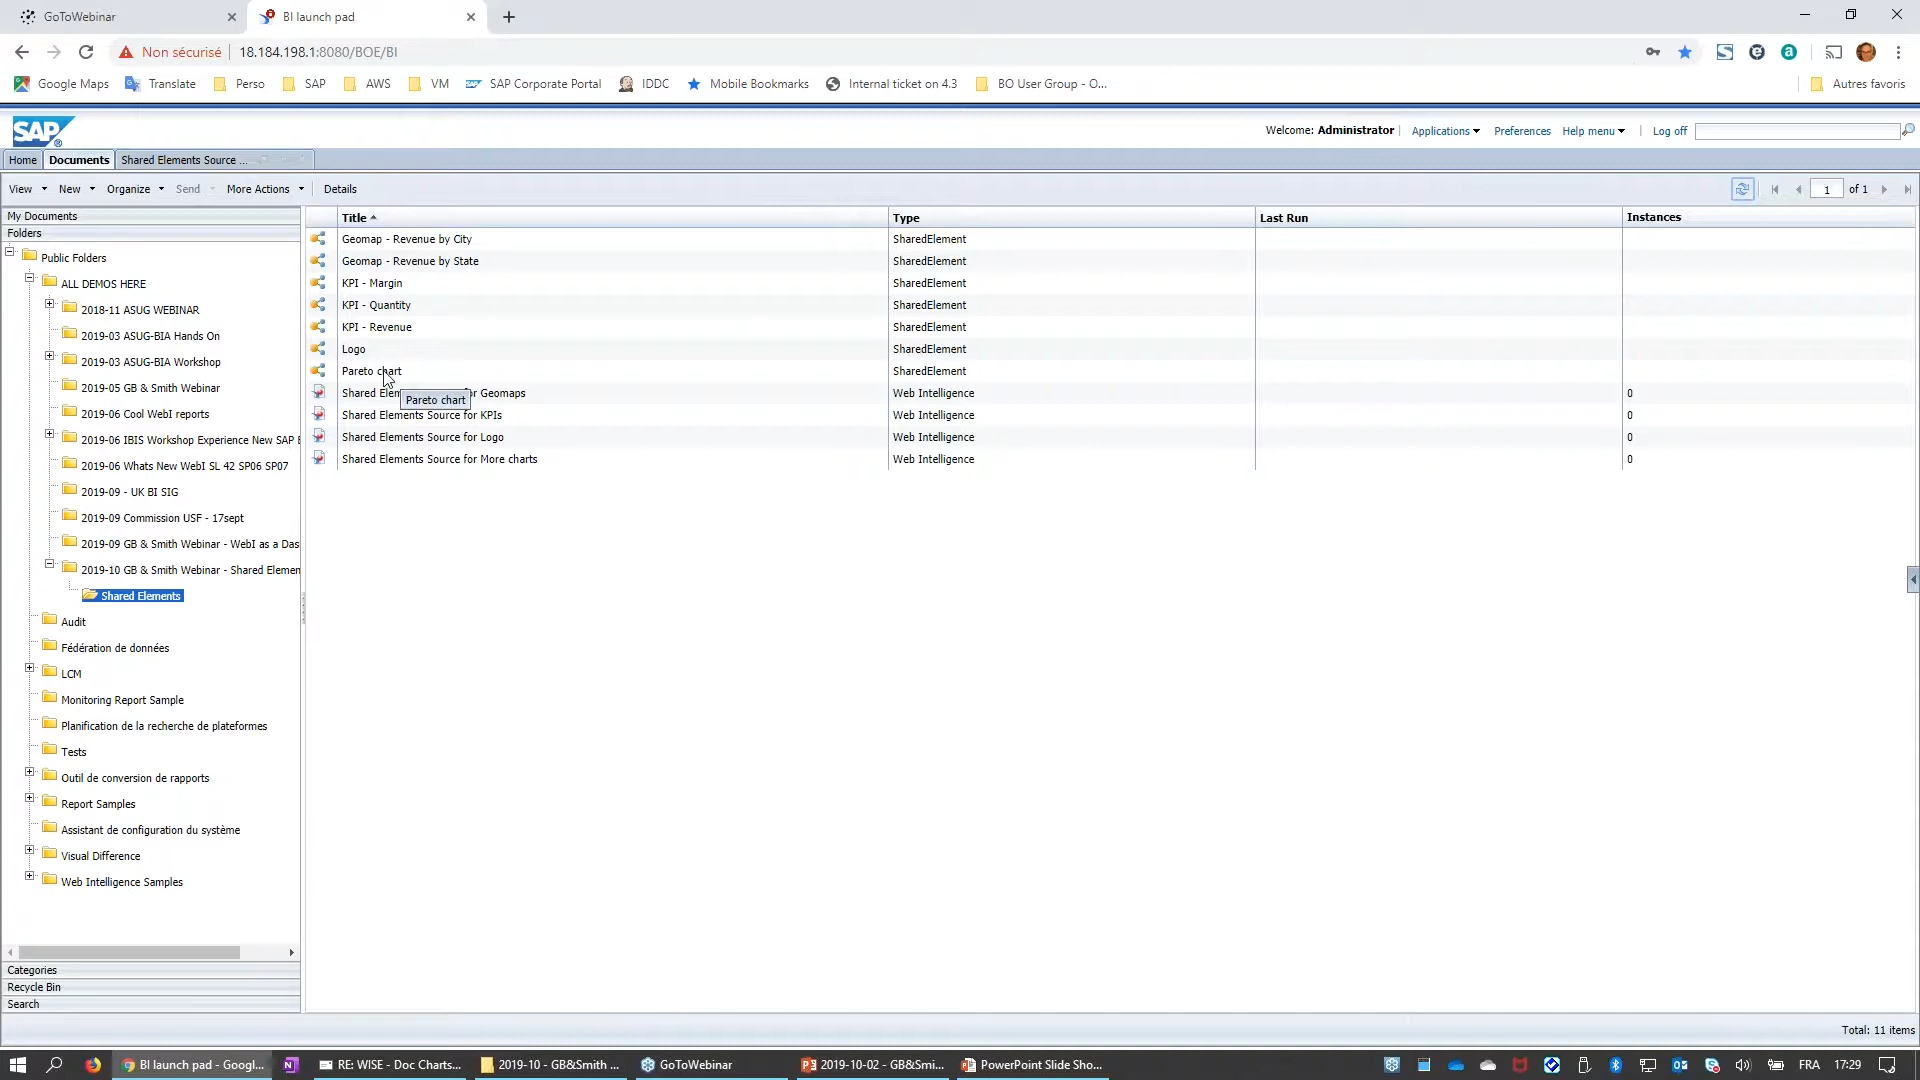 GoToWebinar
BI launch pad
Non sécurisé 18.184.198.1:8080/BOE/BI
Google Maps Translate Perso SAP AWS VM SAP Corporate Portal IDDC Mobile Bookmarks Internal ticket on 4.3 BO User Group - O... Autres favoris
SAP
Welcome: Administrator Applications Preferences Help menu Log off
Home Documents Shared Elements Source ...
View New Organize Send More Actions Details 1 of 1
My Documents
Folders
Public Folders
ALL DEMOS HERE
2018-11 ASUG WEBINAR
2019-03 ASUG-BIA Hands On
2019-03 ASUG-BIA Workshop
2019-05 GB & Smith Webinar
2019-06 Cool WebI reports
2019-06 IBIS Workshop Experience New SAP B
2019-06 Whats New WebI SL 42 SP06 SP07
2019-09 - UK BI SIG
2019-09 Commission USF - 17sept
2019-09 GB & Smith Webinar - WebI as a Das
2019-10 GB & Smith Webinar - Shared Elemen
Shared Elements
Audit
Fédération de données
LCM
Monitoring Report Sample
Planification de la recherche de plateformes
Tests
Outil de conversion de rapports
Report Samples
Assistant de configuration du système
Visual Difference
Web Intelligence Samples
Categories
Recycle Bin
Search
Title Type Last Run Instances
Geomap - Revenue by City SharedElement
Geomap - Revenue by State SharedElement
KPI - Margin SharedElement
KPI - Quantity SharedElement
KPI - Revenue SharedElement
Logo SharedElement
Pareto chart SharedElement
Shared Elem or Geomaps Web Intelligence 0
Pareto chart
Shared Elements Source for KPIs Web Intelligence 0
Shared Elements Source for Logo Web Intelligence 0
Shared Elements Source for More charts Web Intelligence 0
Total: 11 items
BI launch pad - Googl... RE: WISE - Doc Charts... 2019-10 - GB&Smith ... GoToWebinar 2019-10-02 - GB&Smi... PowerPoint Slide Sho... FRA 17:29